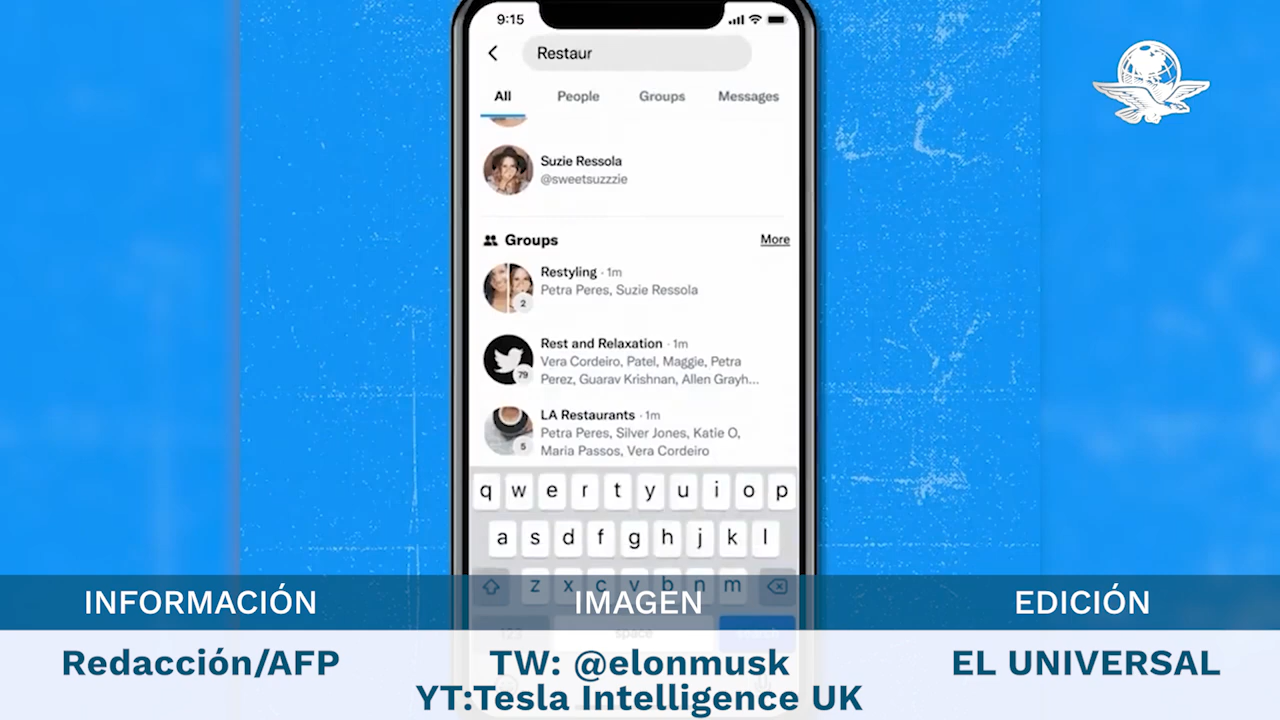 9:15
Restaur
All People Groups Messages
Suzie Ressola
@sweetsuzzzie
Groups More
Restyling · 1m
Petra Peres, Suzie Ressola
2
Rest and Relaxation · 1m
Vera Cordeiro, Patel, Maggie, Petra
Perez, Guarav Krishnan, Allen Grayh...
79
LA Restaurants · 1m
Petra Peres, Silver Jones, Katie O,
Maria Passos, Vera Cordeiro
5
q w e r t y u i o p
a s d f g h j k l
z x c v b n m
123 space search
INFORMACIÓN IMAGEN EDICIÓN
Redacción/AFP TW: @elonmusk EL UNIVERSAL
YT:Tesla Intelligence UK